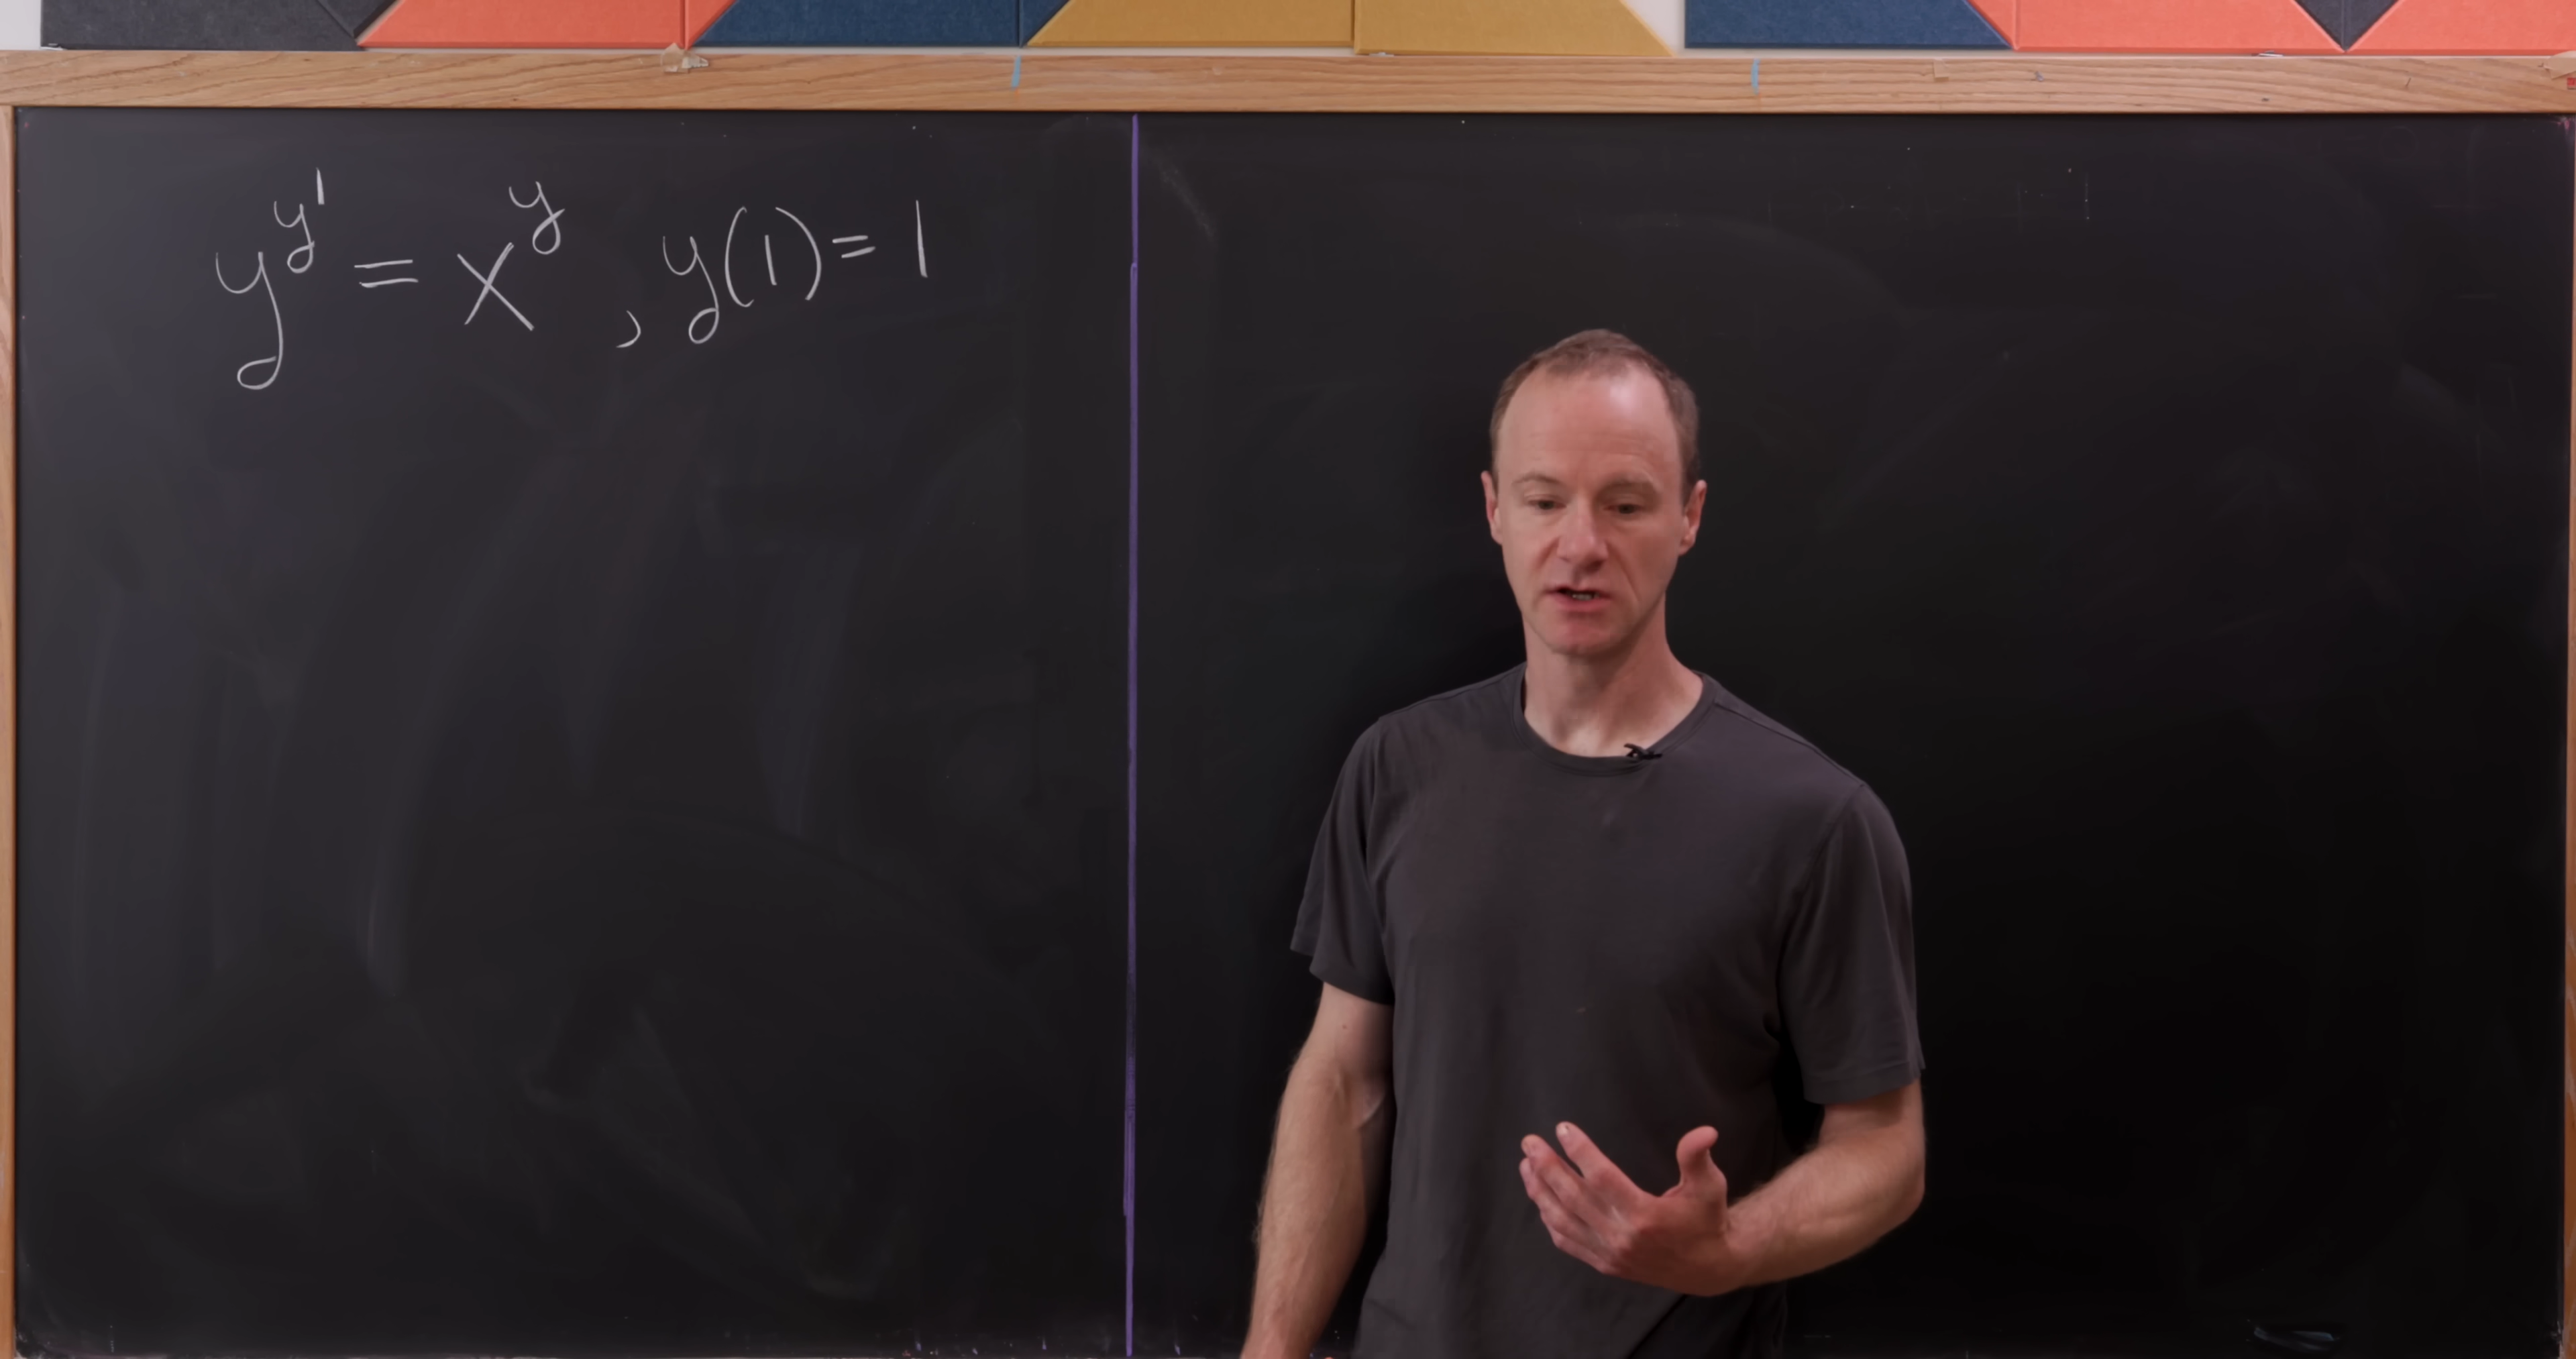 y^{y'} = x^y , y(1) = 1